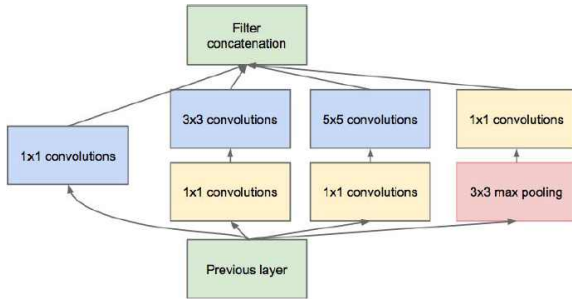 Filter
concatenation
3x3 convolutions
5x5 convolutions
1x1 convolutions
1x1 convolutions
1x1 convolutions
1x1 convolutions
3x3 max pooling
Previous layer